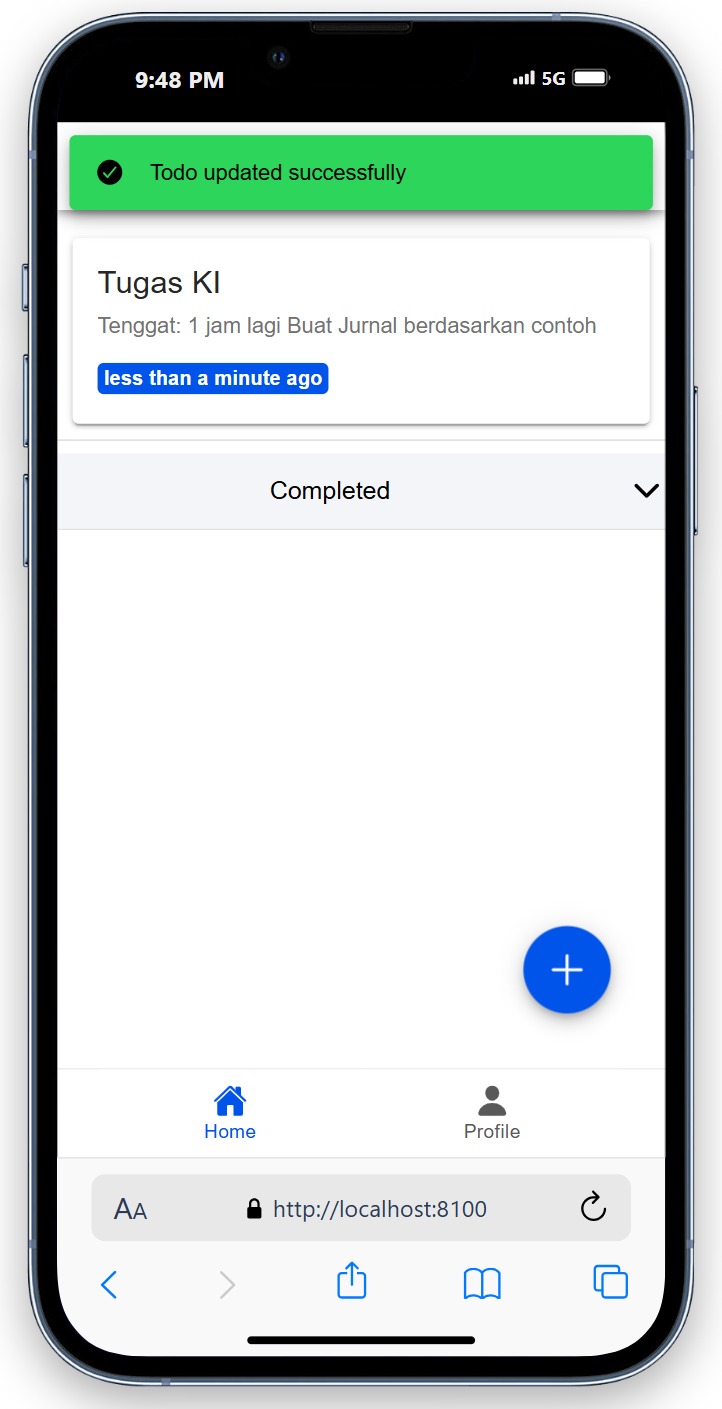 9:48 PM
5G
Todo updated successfully
Tugas KI
Tenggat: 1 jam lagi Buat Jurnal berdasarkan contoh
less than a minute ago
Completed
Home
Profile
AA
http://localhost:8100